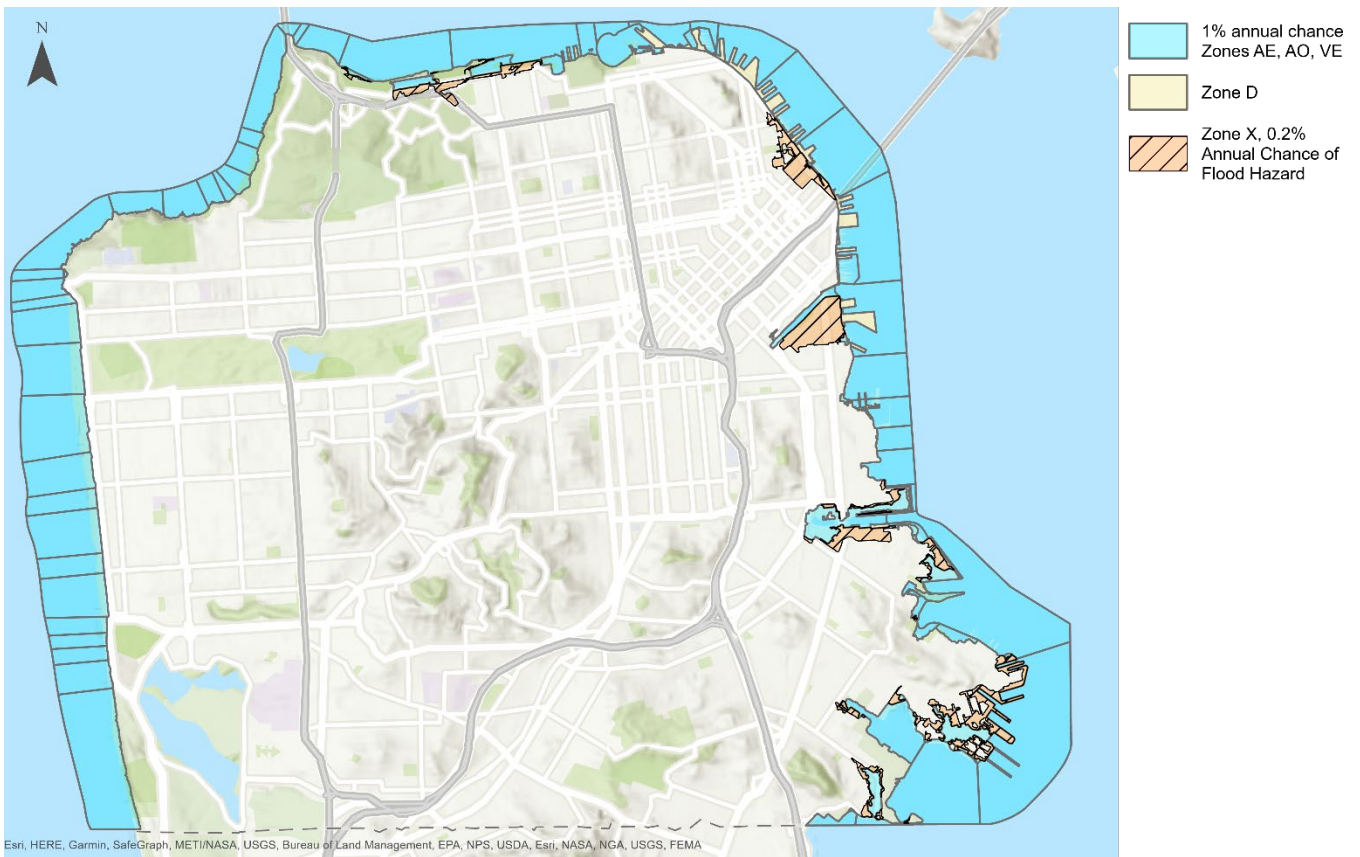 N
1% annual chance
Zones AE, AO, VE
Zone D
Zone X, 0.2%
Annual Chance of
Flood Hazard
Esri, HERE, Garmin, SafeGraph, METI/NASA, USGS, Bureau of Land Management, EPA, NPS, USDA, Esri, NASA, NGA, USGS, FEMA